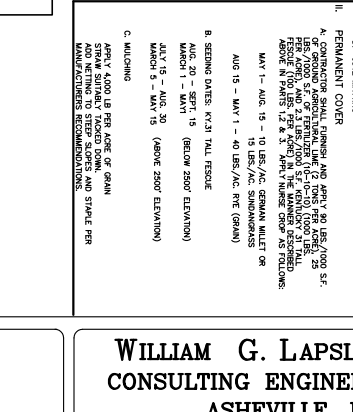 II. PERMANENT COVER
A: CONTRACTOR SHALL FURNISH AND APPLY 90 LBS./1000 S.F.
OF GROUND AGRICULTURAL LIME (2 TONS PER ACRE), 25
LBS./1000 S.F. OF FERTILIZER (10-10-10) (1000 LBS.
PER ACRE), AND 2.3 LBS./1000 S.F. KENTUCKY 31 TALL
FESCUE (100 LBS. PER ACRE) IN THE MANNER DESCRIBED
ABOVE IN PARTS 1,2 & 3. APPLY NURSE CROP AS FOLLOWS:
MAY 1- AUG. 15 - 10 LBS./AC. GERMAN MILLET OR
15 LBS./AC. SUNDANGRASS
AUG 15 - MAY 1 - 40 LBS./AC. RYE (GRAIN)
B. SEEDING DATES: KY.31 TALL FESCUE
AUG. 20 - SEPT. 15 (BELOW 2500' ELEVATION)
MARCH 1 - MAY1
JULY 15 - AUG. 30 (ABOVE 2500' ELEVATION)
MARCH 5 - MAY 15
C. MULCHING
APPLY 4,000 LB PER ACRE OF GRAIN
STRAW SUITABLY TACKED DOWN.
ADD NETTING TO STEEP SLOPES AND STAPLE PER
MANUFACTURERS RECOMMENDATIONS.
WILLIAM G. LAPSL
CONSULTING ENGINE
ASHEVILLE,